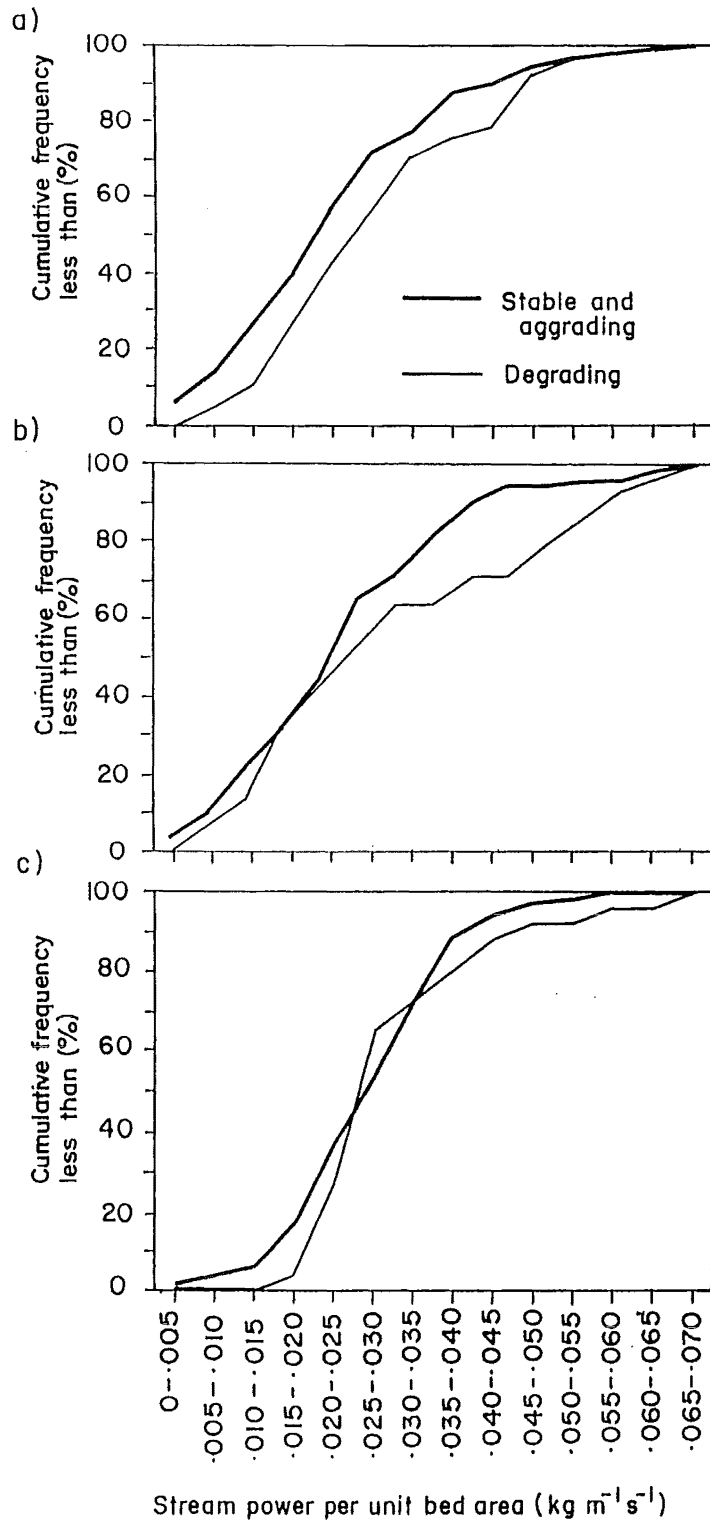 a)
100
80
60
40
20
0
Cumulative frequency
less than (%)
Stable and
aggrading
Degrading
b)
100
80
60
40
20
0
Cumulative frequency
less than (%)
c)
100
80
60
40
20
0
Cumulative frequency
less than (%)
0-·005
·005-·010
·010-·015
·015-·020
·020-·025
·025-·030
·030-·035
·035-·040
·040-·045
·045-·050
·050-·055
·055-·060
·060-·065
·065-·070
Stream power per unit bed area (kg m⁻¹s⁻¹)